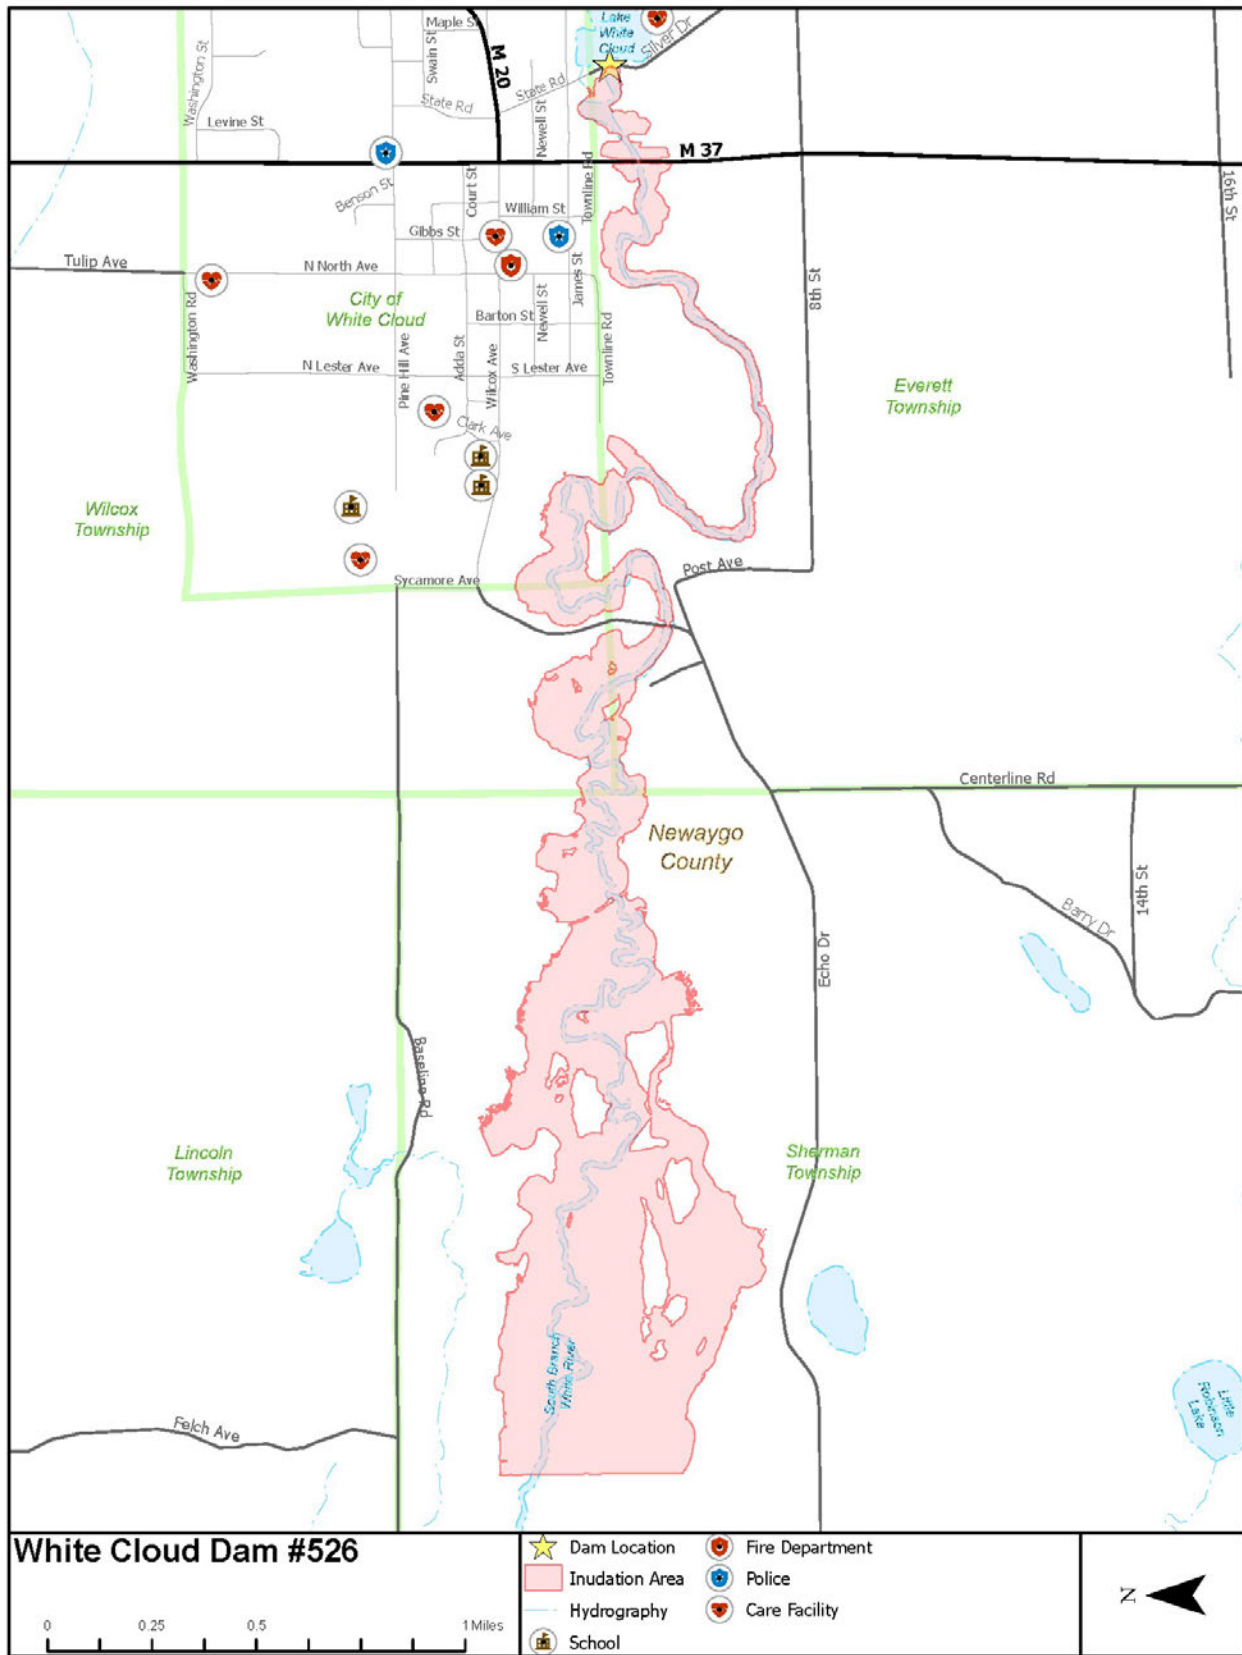 Maple St
Lake
White
Cloud
Silver Dr
Washington St
Swain St
M 20
State Rd
State Rd
Levine St
Newell St
M 37
Townline Rd
16th St
Benson St
Court St
William St
Gibbs St
Tulip Ave
N North Ave
James St
8th St
City of
White Cloud
Washington Rd
Barton St
Newell St
Townline Rd
Pine Hill Ave
Adda St
Wilcox Ave
N Lester Ave
S Lester Ave
Everett
Township
Clark Ave
Wilcox
Township
Post Ave
Sycamore Ave
Centerline Rd
Newaygo
County
14th St
Barry Dr
Echo Dr
Baseline Rd
Lincoln
Township
Sherman
Township
South Branch
White River
Little
Robinson
Lake
Felch Ave
White Cloud Dam #526
0
0.25
0.5
1 Miles
Dam Location
Inudation Area
Hydrography
School
Fire Department
Police
Care Facility
N